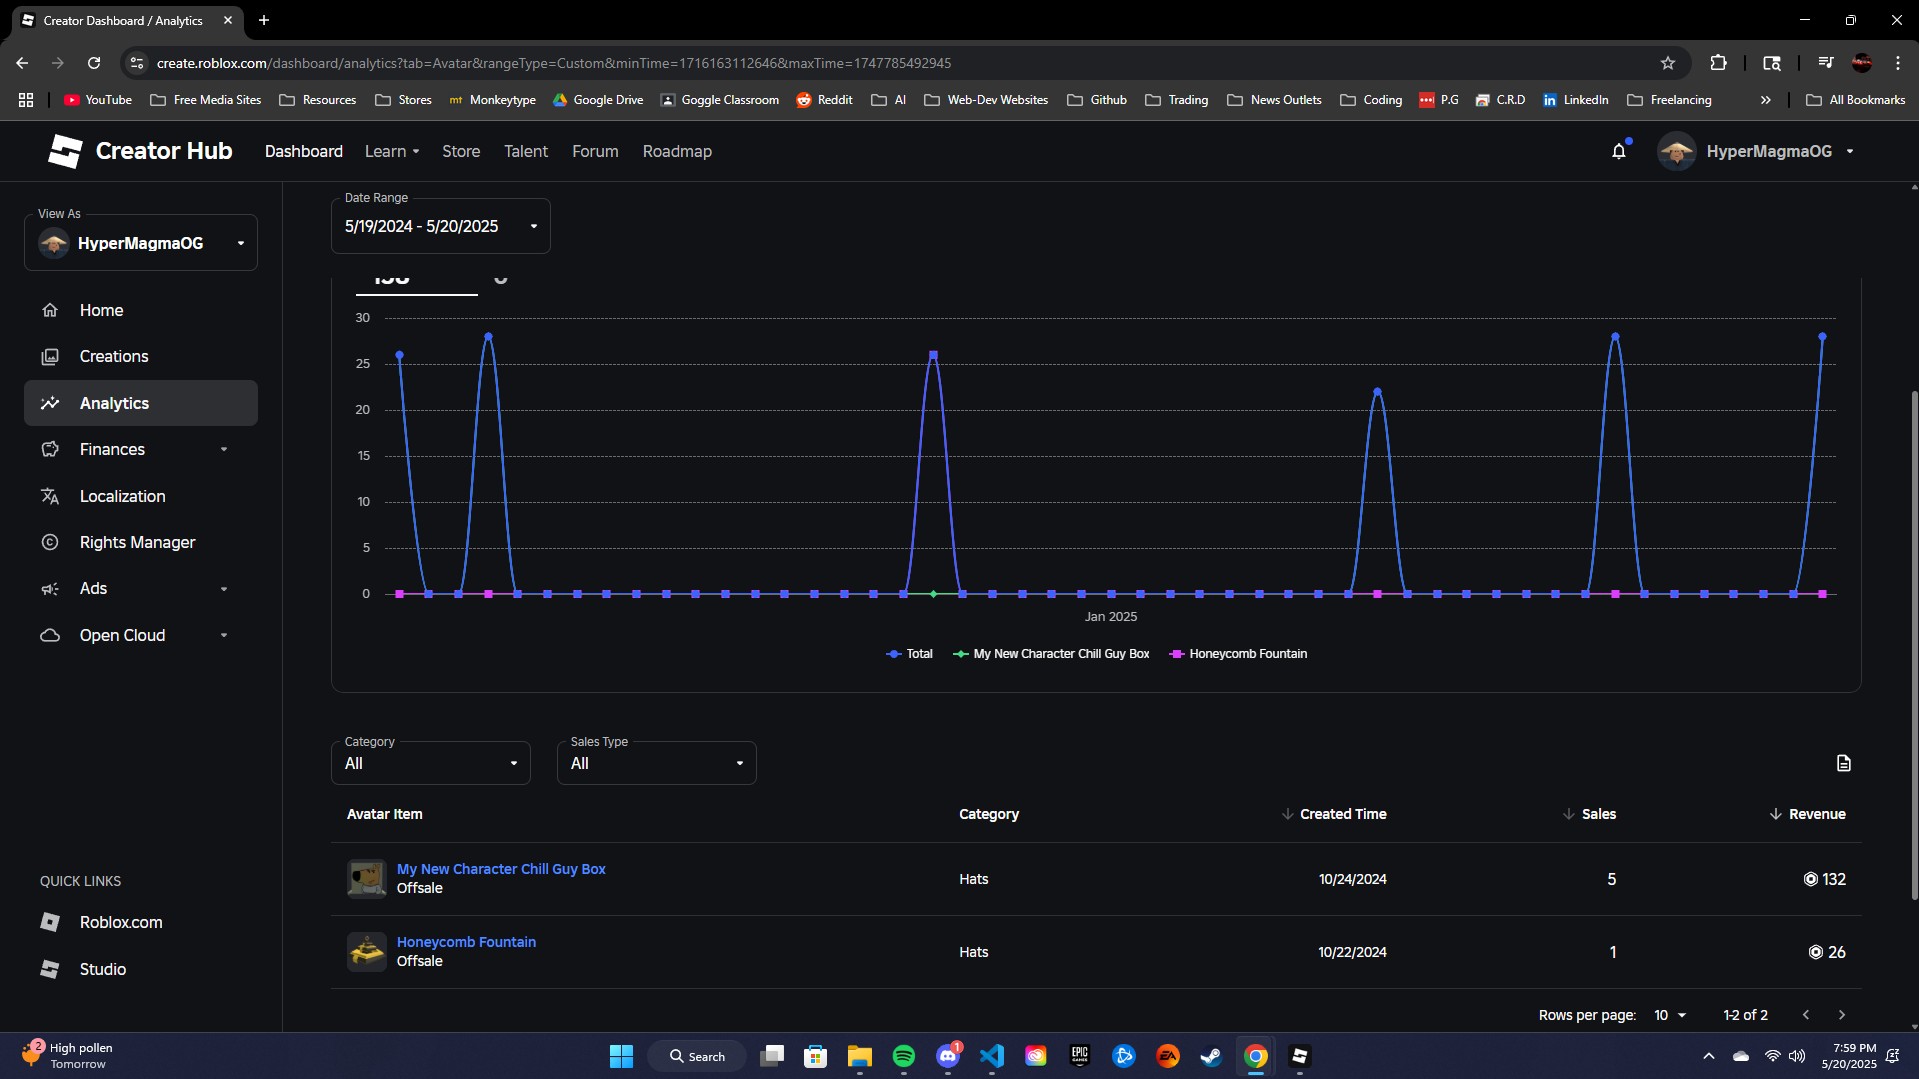 Creator Dashboard / Analytics
create.roblox.com/dashboard/analytics?tab=Avatar&rangeType=Custom&minTime=1716163112646&maxTime=1747785492945
YouTube Free Media Sites Resources Stores mt Monkeytype Google Drive Goggle Classroom Reddit AI Web-Dev Websites Github Trading News Outlets Coding P.G C.R.D in LinkedIn Freelancing » All Bookmarks
Creator Hub Dashboard Learn Store Talent Forum Roadmap HyperMagmaOG
View As
HyperMagmaOG
Home
Creations
Analytics
Finances
Localization
Rights Manager
Ads
Open Cloud
QUICK LINKS
Roblox.com
Studio
Date Range
5/19/2024 - 5/20/2025
30
25
20
15
10
5
0
Jan 2025
Total My New Character Chill Guy Box Honeycomb Fountain
Category
All
Sales Type
All
Avatar Item Category Created Time Sales Revenue
My New Character Chill Guy Box
Offsale
Hats 10/24/2024 5 132
Honeycomb Fountain
Offsale
Hats 10/22/2024 1 26
Rows per page: 10 1-2 of 2
2
High pollen
Tomorrow
Search
1
EPIC
GAMES
EA
7:59 PM
5/20/2025